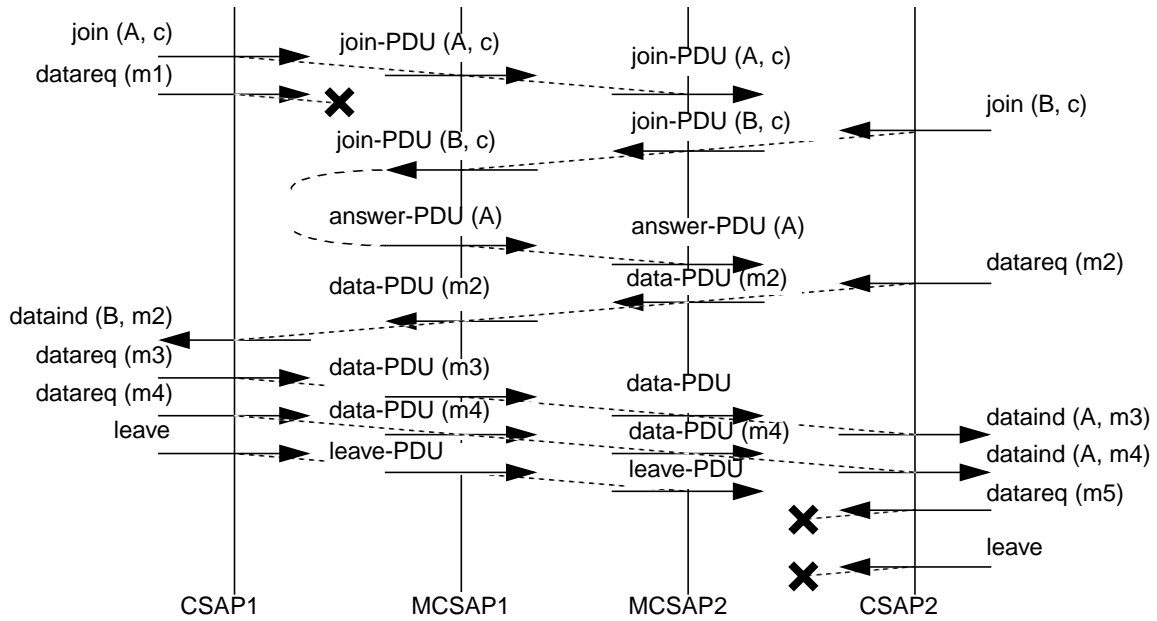 join (A, c)
join-PDU (A, c)
join-PDU (A, c)
datareq (m1)
join (B, c)
join-PDU (B, c)
join-PDU (B, c)
answer-PDU (A)
answer-PDU (A)
datareq (m2)
data-PDU (m2)
data-PDU (m2)
dataind (B, m2)
datareq (m3)
data-PDU (m3)
data-PDU
datareq (m4)
data-PDU (m4)
dataind (A, m3)
leave
data-PDU (m4)
leave-PDU
dataind (A, m4)
leave-PDU
datareq (m5)
leave
CSAP1
MCSAP1
MCSAP2
CSAP2